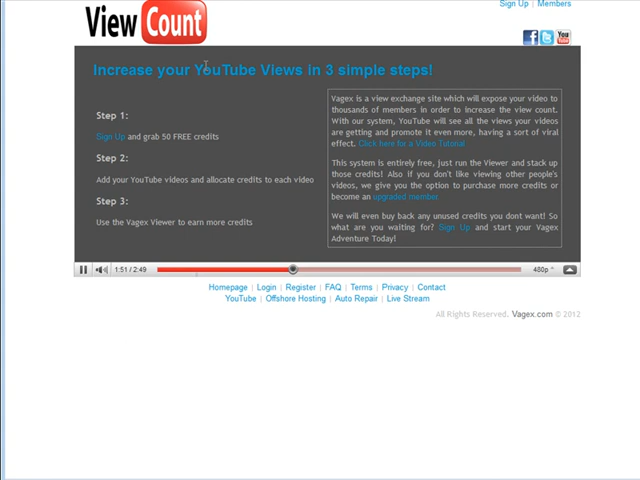 Sign Up | Members
View Count
You Tube
Increase your YouTube Views in 3 simple steps!
Step 1:
Sign Up and grab 50 FREE credits
Step 2:
Add your YouTube videos and allocate credits to each video
Step 3:
Use the Vagex Viewer to earn more credits
Vagex is a view exchange site which will expose your video to
thousands of members in order to increase the view count.
With our system, YouTube will see all the views your videos
are getting and promote it even more, having a sort of viral
effect. Click here for a Video Tutorial
This system is entirely free, just run the Viewer and stack up
those credits! Also if you don't like viewing other people's
videos, we give you the option to purchase more credits or
become an upgraded member
We will even buy back any unused credits you dont want! So
what are you waiting for? Sign Up and start your Vagex
Adventure Today!
1:51 / 2:49
480p
Homepage | Login | Register | FAQ | Terms | Privacy | Contact
YouTube | Offshore Hosting | Auto Repair | Live Stream
All Rights Reserved. Vagex.com © 2012